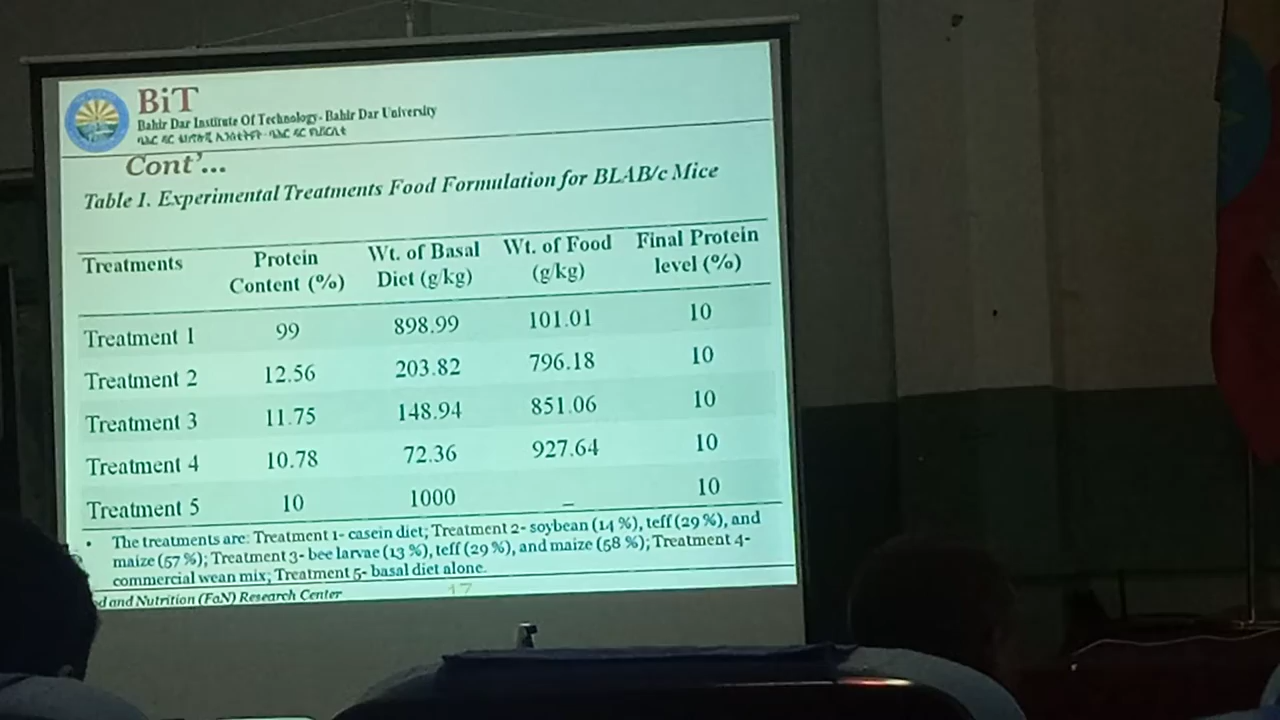 BiT
Bahir Dar Institute Of Technology- Bahir Dar University
ባሕር ዳር
Cont'...
Table 1. Experimental Treatments Food Formulation for BLAB/c Mice
Treatments Protein Content (%) Wt. of Basal Diet (g/kg) Wt. of Food (g/kg) Final Protein level (%)
Treatment 1 99 898.99 101.01 10
Treatment 2 12.56 203.82 796.18 10
Treatment 3 11.75 148.94 851.06 10
Treatment 4 10.78 72.36 927.64 10
Treatment 5 10 1000 _ 10
• The treatments are: Treatment 1- casein diet; Treatment 2- soybean (14 %), teff (29 %), and
maize (57 %); Treatment 3- bee larvae (13 %), teff (29 %), and maize (58 %); Treatment 4-
commercial wean mix; Treatment 5- basal diet alone.
d and Nutrition (FaN) Research Center
17